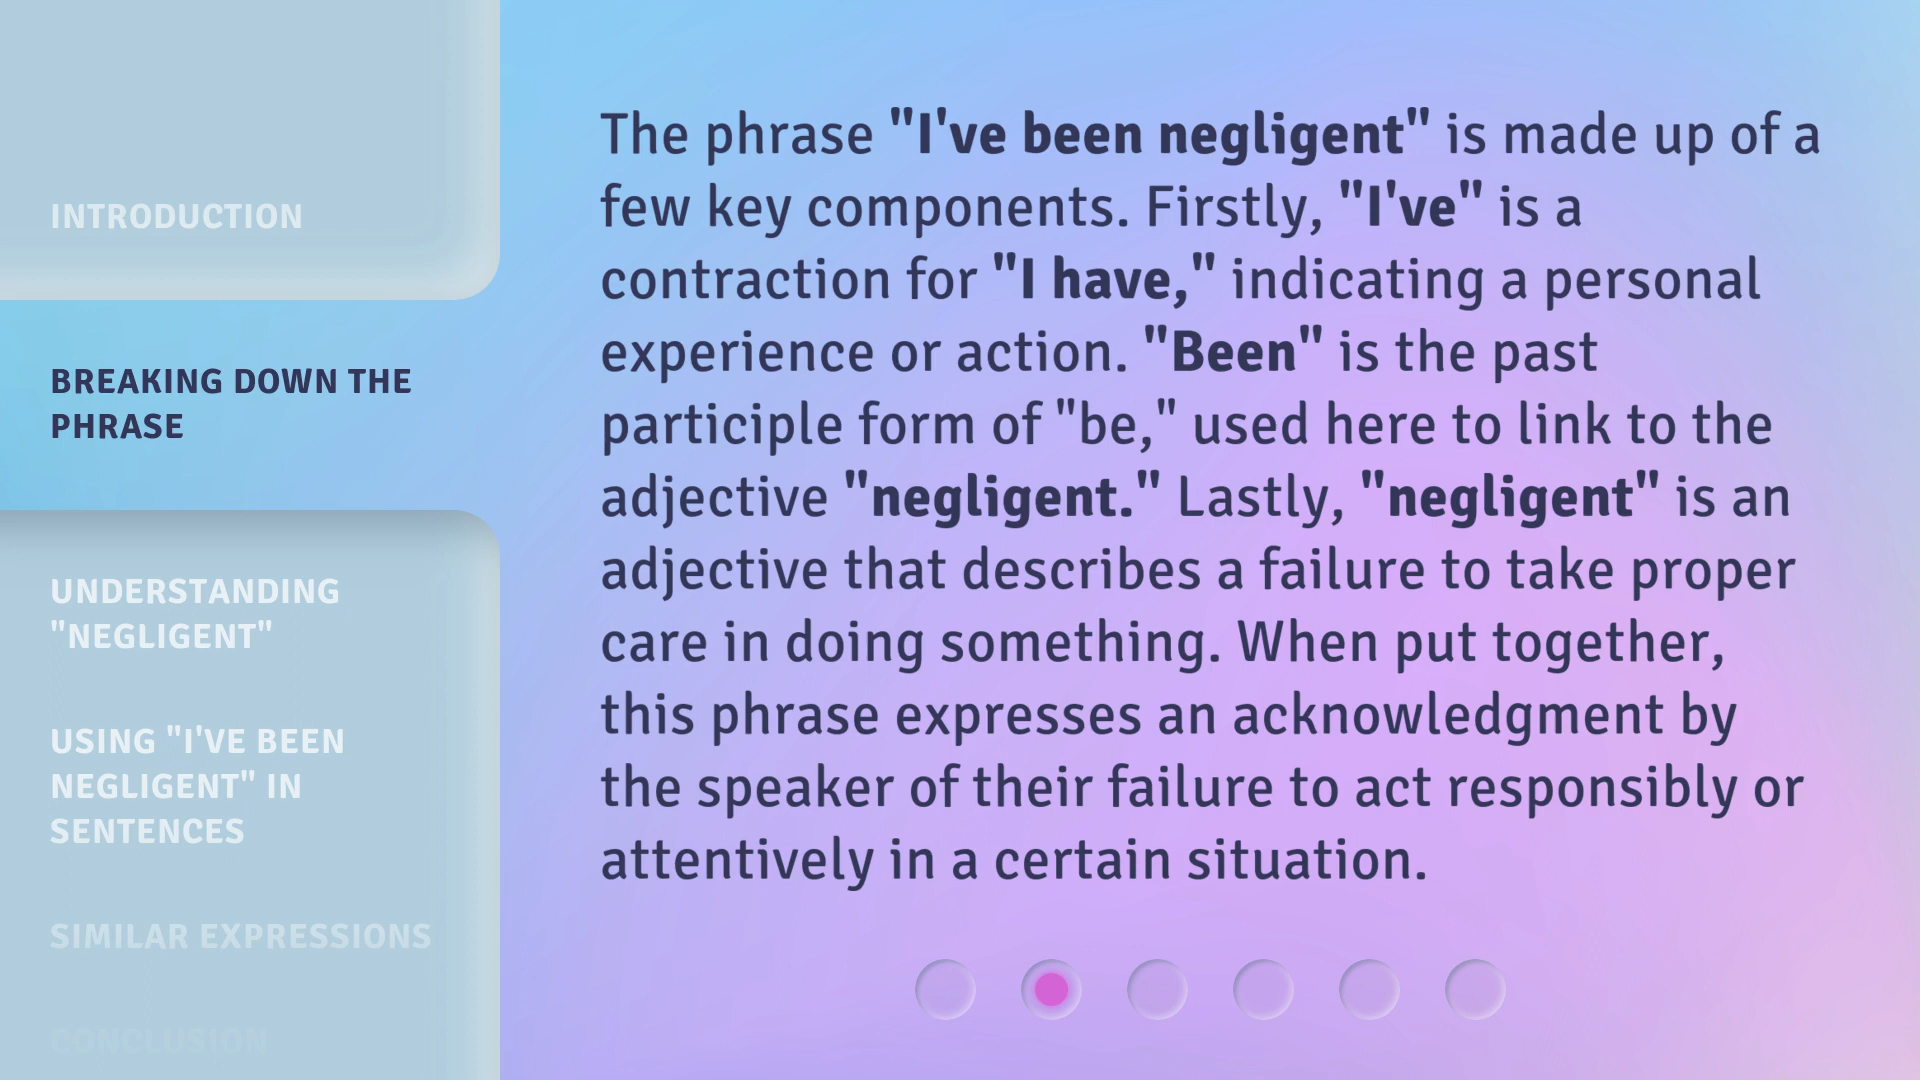 INTRODUCTION
BREAKING DOWN THE
PHRASE
UNDERSTANDING
"NEGLIGENT"
USING "I'VE BEEN
NEGLIGENT" IN
SENTENCES
SIMILAR EXPRESSIONS
CONCLUSION
The phrase "I've been negligent" is made up of a
few key components. Firstly, "I've" is a
contraction for "I have," indicating a personal
experience or action. "Been" is the past
participle form of "be," used here to link to the
adjective "negligent." Lastly, "negligent" is an
adjective that describes a failure to take proper
care in doing something. When put together,
this phrase expresses an acknowledgment by
the speaker of their failure to act responsibly or
attentively in a certain situation.